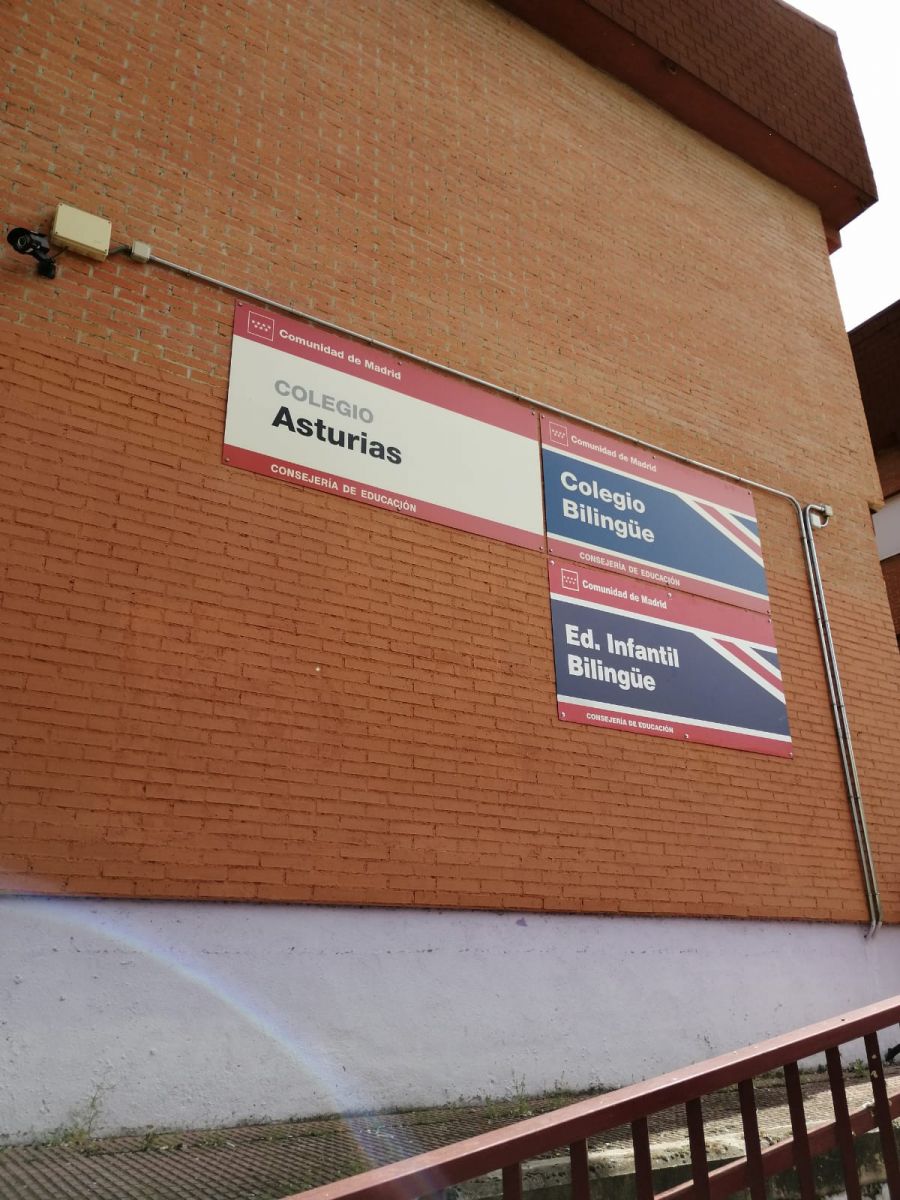 Comunidad de Madrid
COLEGIO
Asturias
CONSEJERÍA DE EDUCACIÓN
Comunidad de Madrid
Colegio
Bilingüe
CONSEJERÍA DE EDUCACIÓN
Comunidad de Madrid
Ed. Infantil
Bilingüe
CONSEJERÍA DE EDUCACIÓN